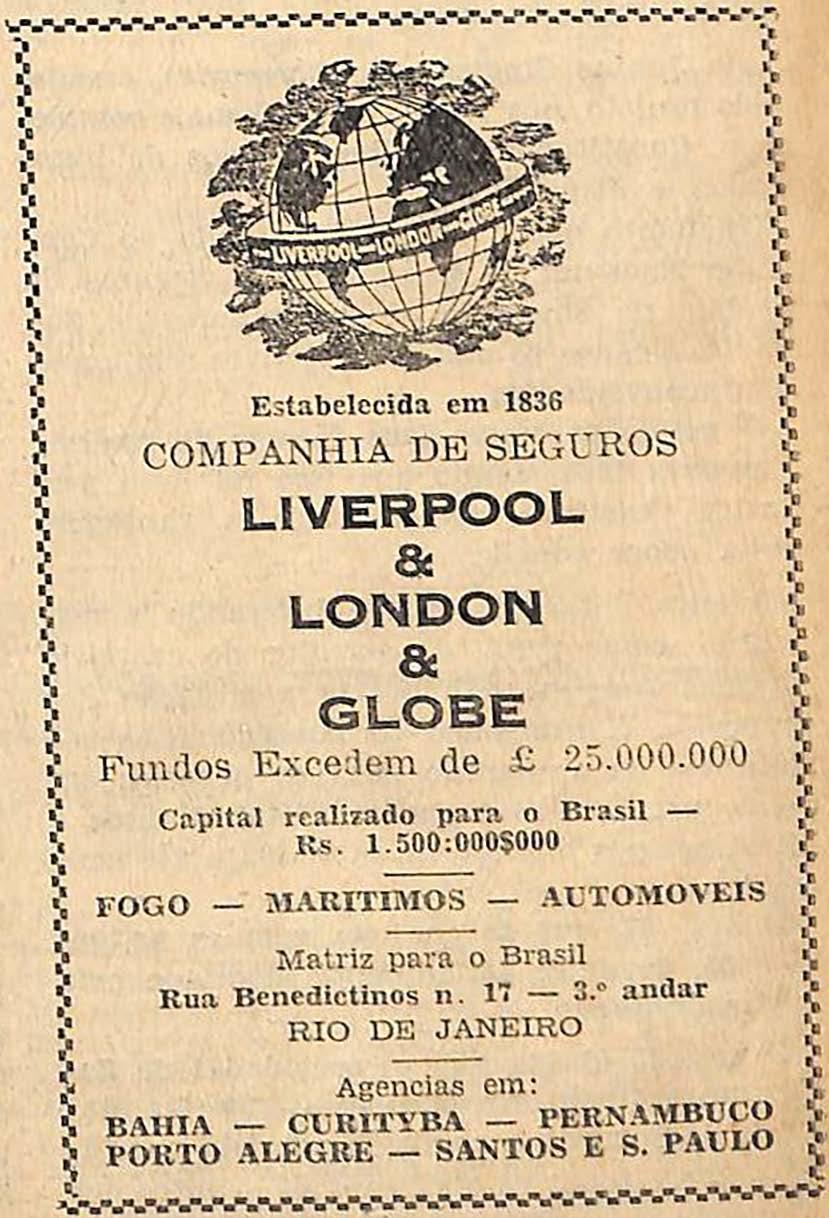 LIVERPOOL — LONDON — GLOBE
Estabelecida em 1836
COMPANHIA DE SEGUROS
LIVERPOOL
&
LONDON
&
GLOBE
Fundos Excedem de £ 25.000.000
Capital realizado para o Brasil —
Rs. 1.500:000$000
FOGO — MARITIMOS — AUTOMOVEIS
Matriz para o Brasil
Rua Benedictinos n. 17 — 3.º andar
RIO DE JANEIRO
Agencias em:
BAHIA — CURITYBA — PERNAMBUCO
PORTO ALEGRE — SANTOS E S. PAULO